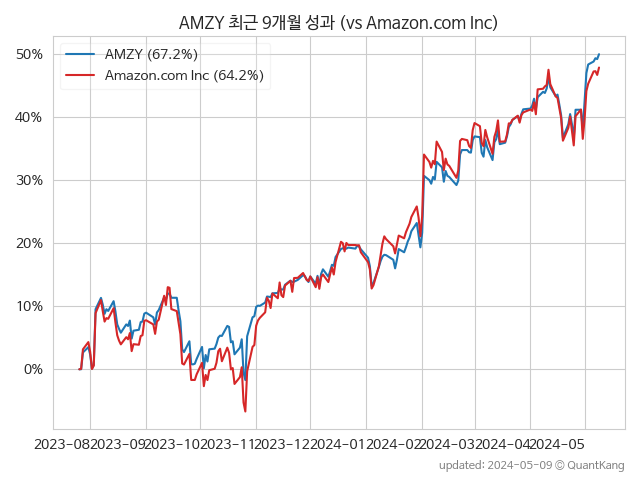 AMZY 최근 9개월 성과 (vs Amazon.com Inc)
AMZY (67.2%)
Amazon.com Inc (64.2%)
50%
40%
30%
20%
10%
0%
2023-08 2023-09 2023-10 2023-11 2023-12 2024-01 2024-02 2024-03 2024-04 2024-05
updated: 2024-05-09 © QuantKang